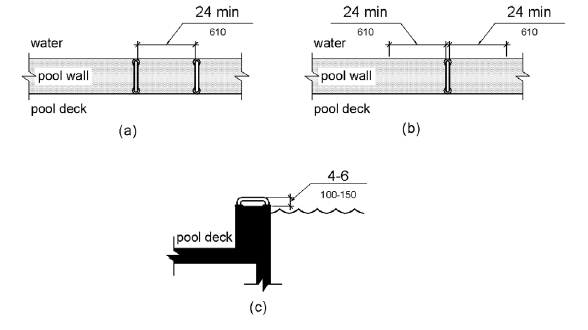 24 min
610
water
pool wall
pool deck
(a)
24 min
610
24 min
610
water
pool wall
pool deck
(b)
4-6
100-150
pool deck
(c)